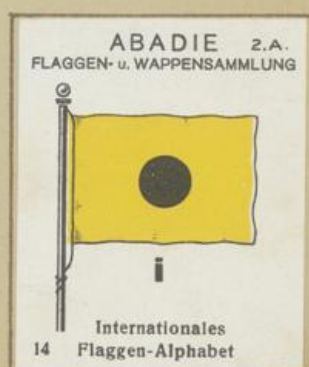 ABADIE 2.A.
FLAGGEN- u. WAPPENSAMMLUNG
i
Internationales
14 Flaggen-Alphabet